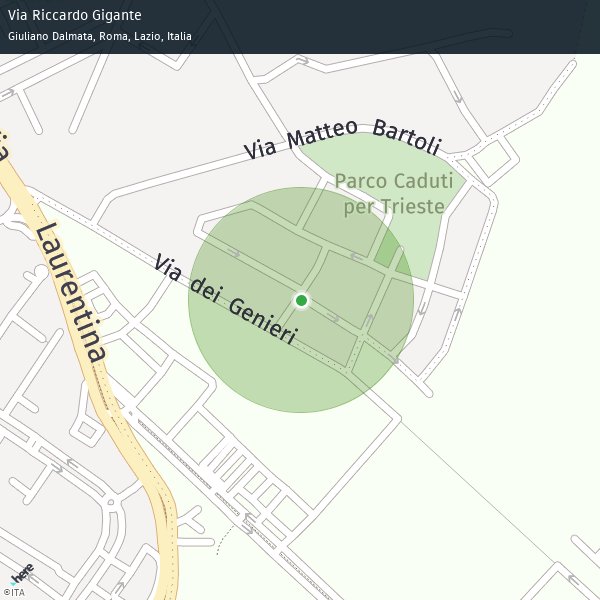 Via Riccardo Gigante
Giuliano Dalmata, Roma, Lazio, Italia
Via Matteo Bartoli
Parco Caduti
per Trieste
Via dei Genieri
Laurentina
here
©ITA